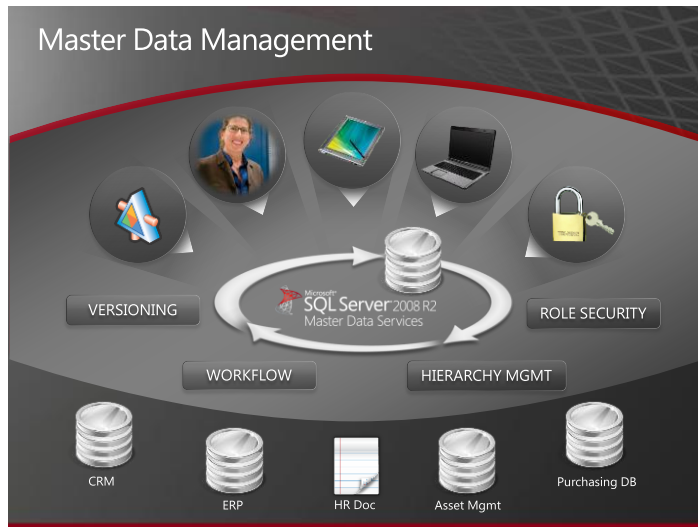 Master Data Management
Microsoft®
SQL Server 2008 R2
Master Data Services
VERSIONING
ROLE SECURITY
WORKFLOW
HIERARCHY MGMT
CRM
ERP
HR Doc
Asset Mgmt
Purchasing DB